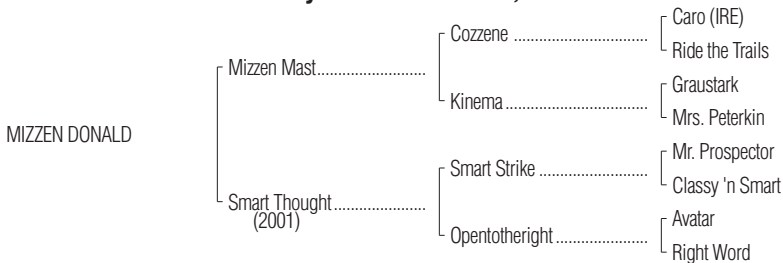 Caro (IRE)
Cozzene
Ride the Trails
Mizzen Mast
Graustark
Kinema
Mrs. Peterkin
MIZZEN DONALD
Mr. Prospector
Smart Strike
Classy 'n Smart
Smart Thought
(2001)
Avatar
Opentotheright
Right Word